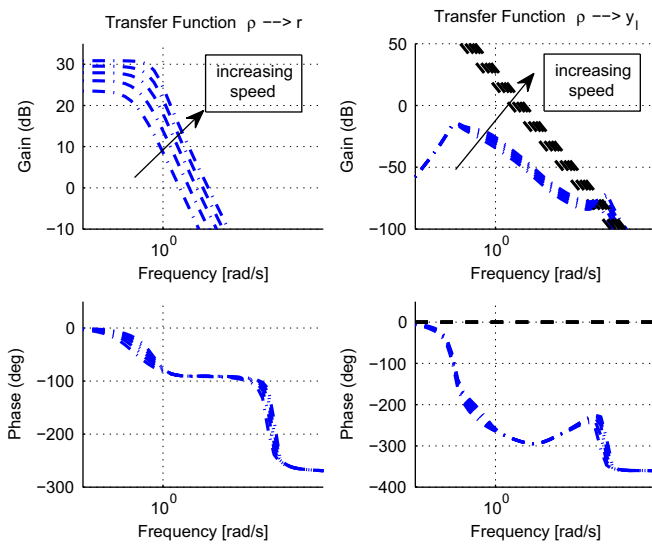 Transfer Function ρ −−> r
increasing
speed
Gain (dB)
30
20
10
0
−10
10^0
Frequency [rad/s]
Transfer Function ρ −−> y_l
increasing
speed
Gain (dB)
50
0
−50
−100
10^0
Frequency [rad/s]
Phase (deg)
0
−100
−200
−300
10^0
Frequency [rad/s]
Phase (deg)
100
0
−100
−200
−300
−400
10^0
Frequency [rad/s]